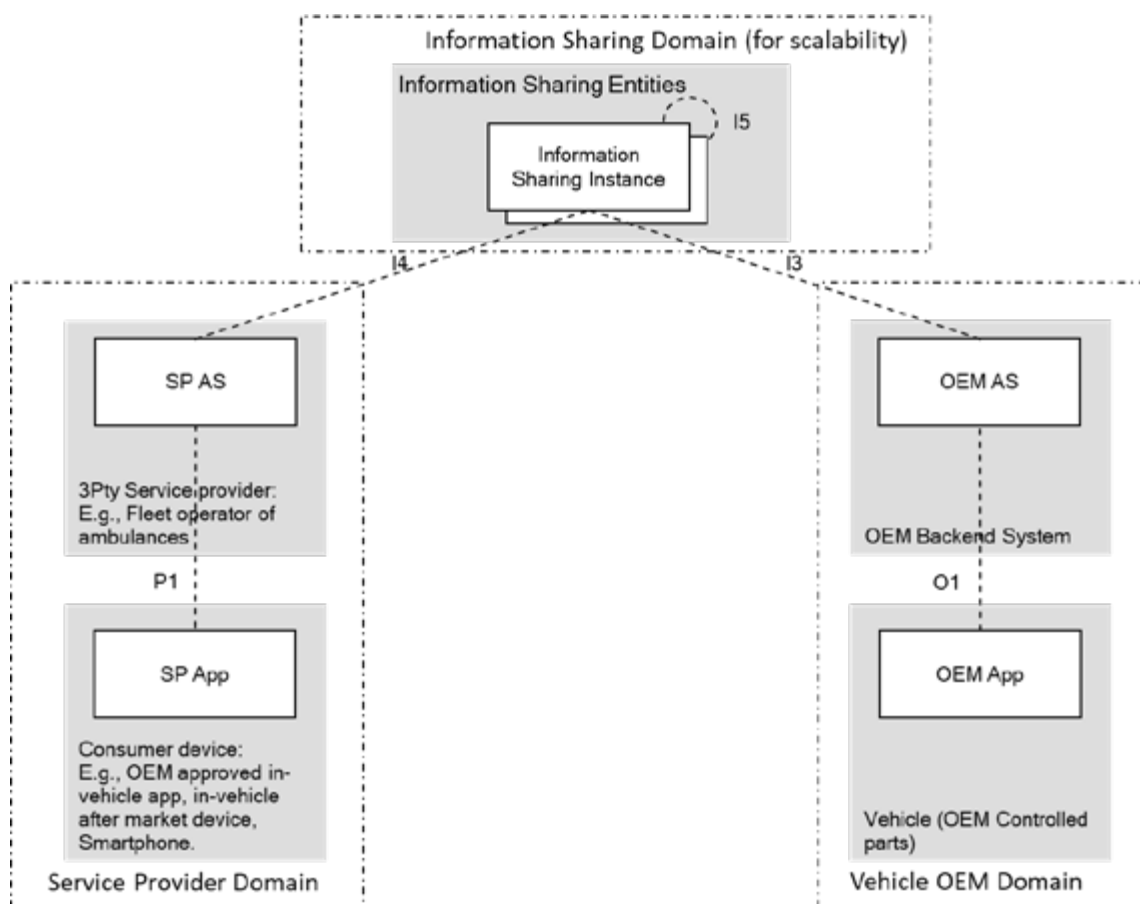 Information Sharing Domain (for scalability)
Information Sharing Entities
I5
Information
Sharing Instance
I4
I3
SP AS
3Pty Service provider:
E.g., Fleet operator of
ambulances
P1
SP App
Consumer device:
E.g., OEM approved in-
vehicle app, in-vehicle
after market device,
Smartphone.
Service Provider Domain
OEM AS
OEM Backend System
O1
OEM App
Vehicle (OEM Controlled
parts)
Vehicle OEM Domain